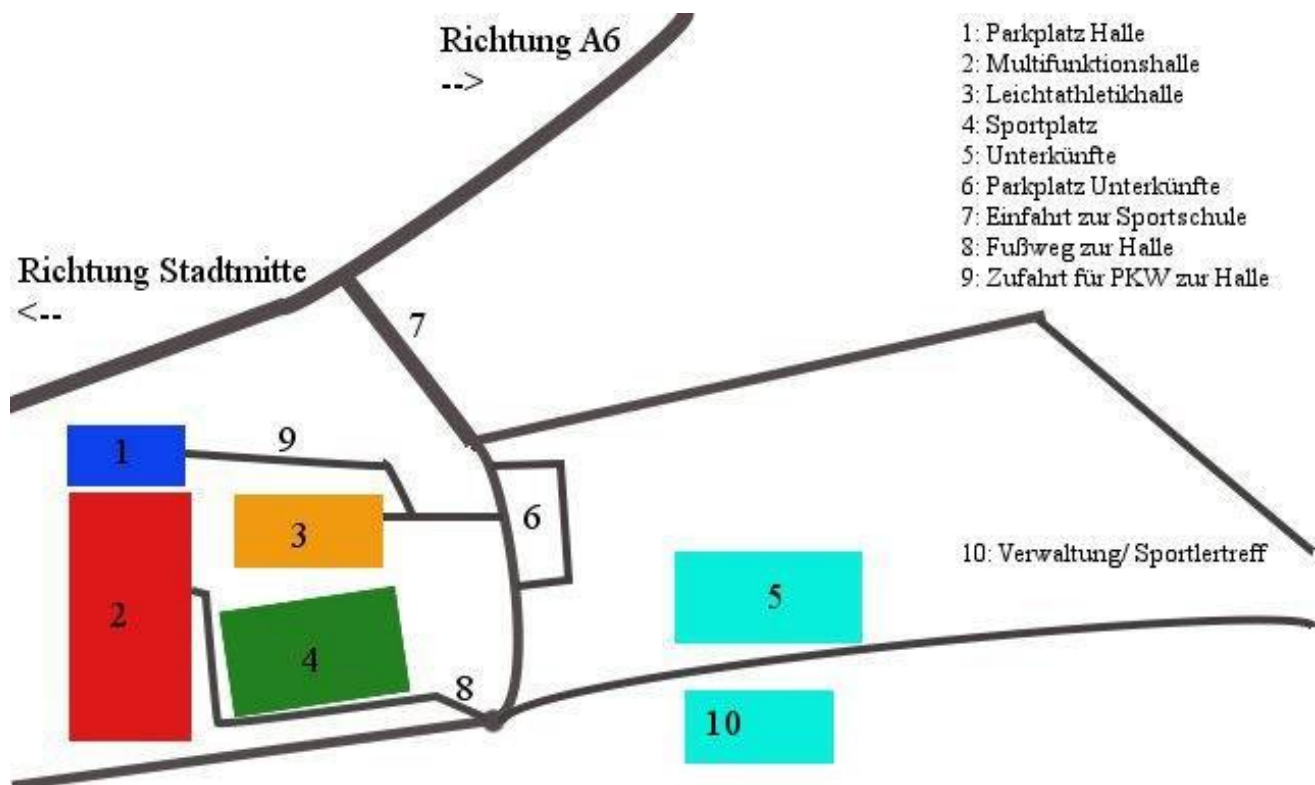 Richtung A6
-->
1: Parkplatz Halle
2: Multifunktionshalle
3: Leichtathletikhalle
4: Sportplatz
5: Unterkünfte
6: Parkplatz Unterkünfte
7: Einfahrt zur Sportschule
8: Fußweg zur Halle
9: Zufahrt für PKW zur Halle
Richtung Stadtmitte
<--
7
1
9
3
6
10: Verwaltung/ Sportlertreff
2
4
5
8
10